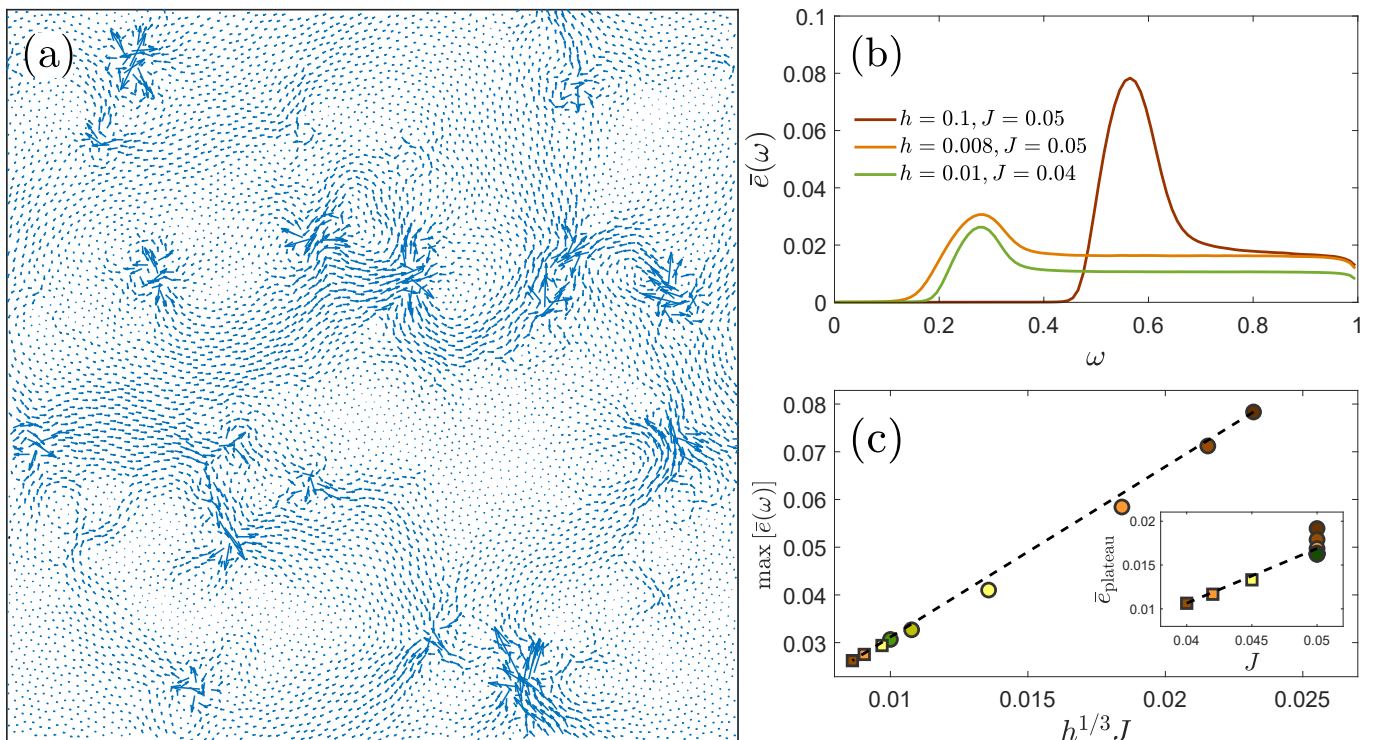 (a)
(b)
0.1
0.08
0.06
0.04
0.02
0
ē(ω)
h = 0.1, J = 0.05
h = 0.008, J = 0.05
h = 0.01, J = 0.04
0 0.2 0.4 0.6 0.8 1
ω
(c)
0.08
0.07
0.06
0.05
0.04
0.03
max [ē(ω)]
0.01 0.015 0.02 0.025
h^{1/3}J
0.02
0.015
0.01
ē_{plateau}
0.04 0.045 0.05
J